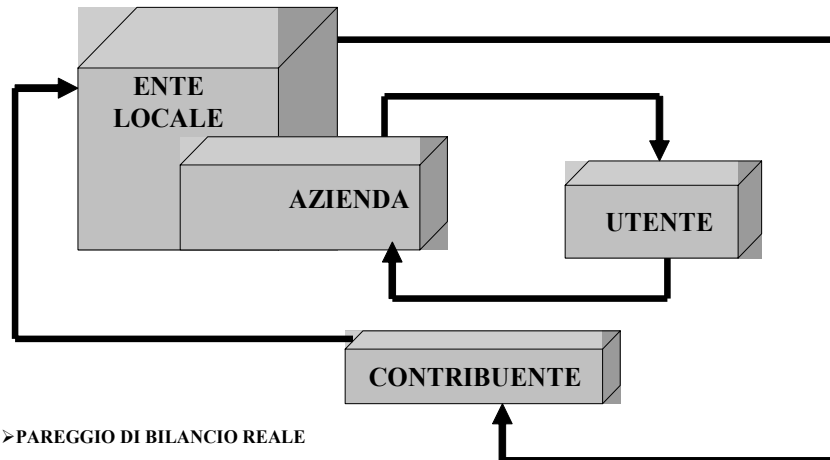 ENTE
LOCALE
AZIENDA
UTENTE
CONTRIBUENTE
➢PAREGGIO DI BILANCIO REALE